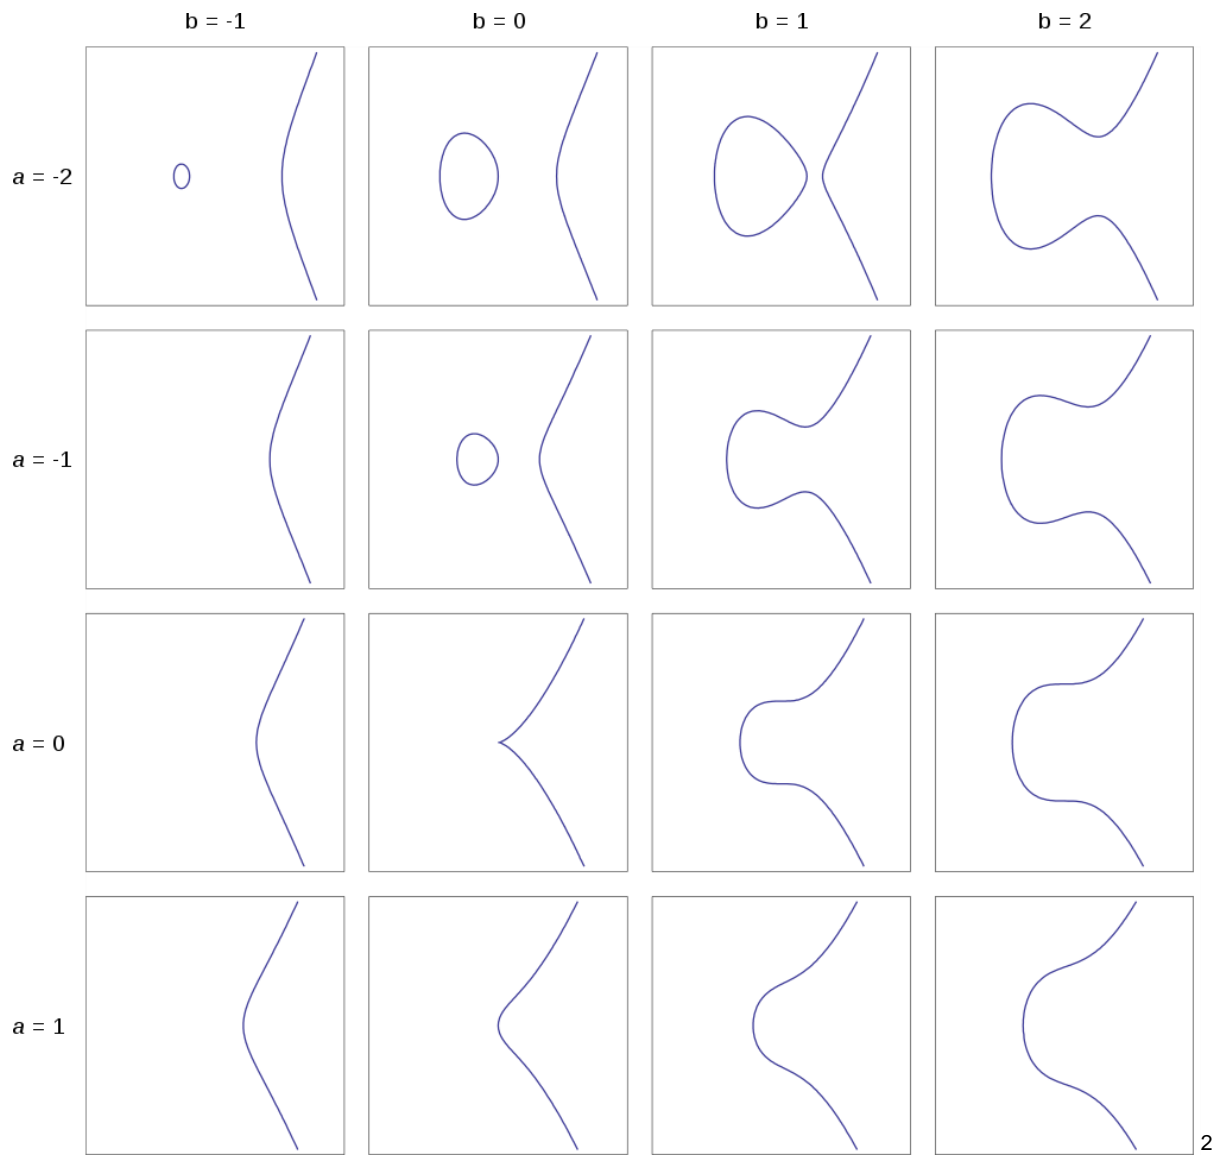 b = -1 b = 0 b = 1 b = 2
a = -2
a = -1
a = 0
a = 1
2